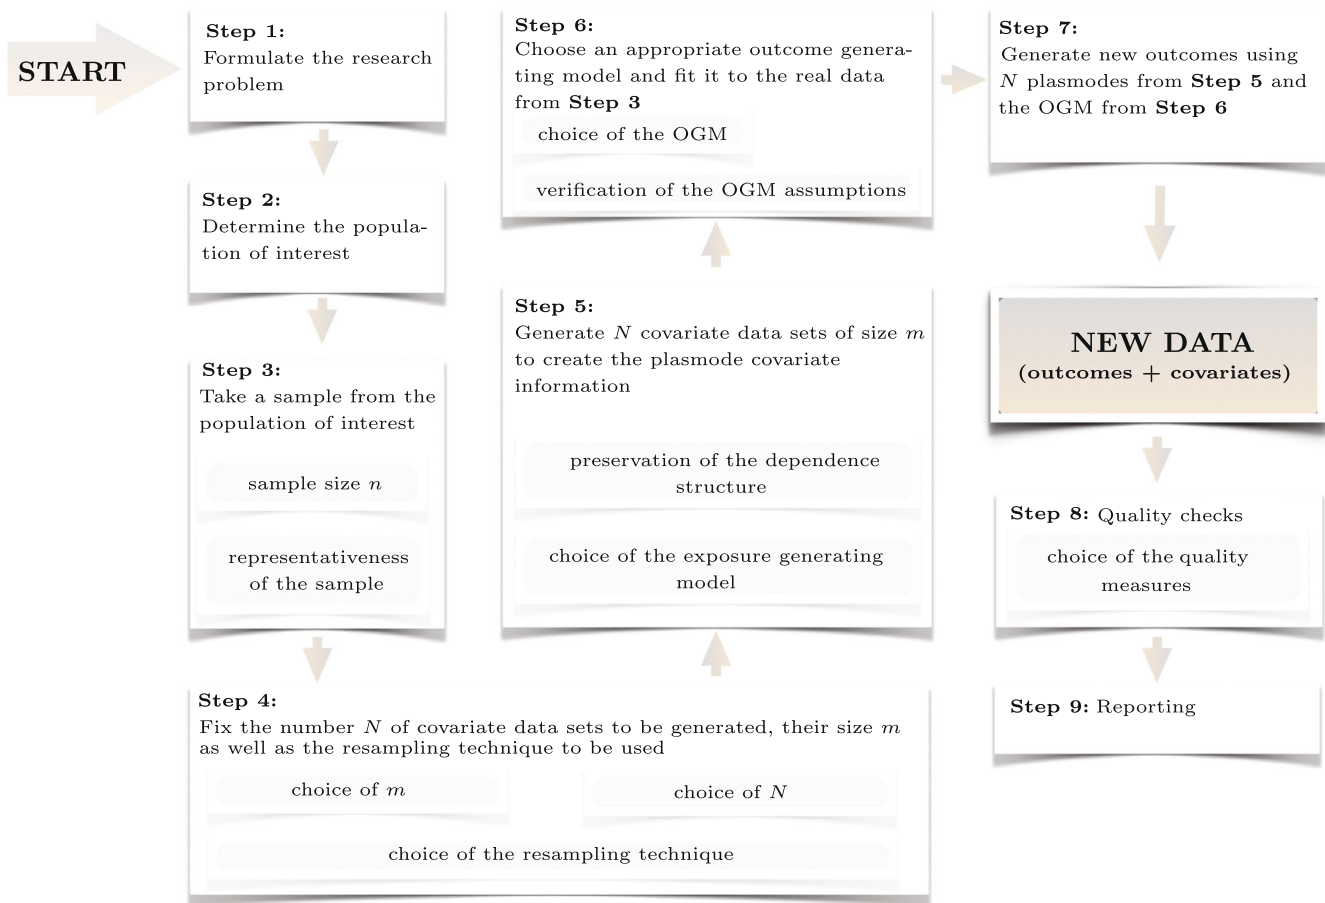 START
Step 1:
Formulate the research
problem
Step 2:
Determine the popula-
tion of interest
Step 3:
Take a sample from the
population of interest
sample size n
representativeness
of the sample
Step 4:
Fix the number N of covariate data sets to be generated, their size m
as well as the resampling technique to be used
choice of m
choice of N
choice of the resampling technique
Step 5:
Generate N covariate data sets of size m
to create the plasmode covariate
information
preservation of the dependence
structure
choice of the exposure generating
model
Step 6:
Choose an appropriate outcome genera-
ting model and fit it to the real data
from Step 3
choice of the OGM
verification of the OGM assumptions
Step 7:
Generate new outcomes using
N plasmodes from Step 5 and
the OGM from Step 6
NEW DATA
(outcomes + covariates)
Step 8: Quality checks
choice of the quality
measures
Step 9: Reporting